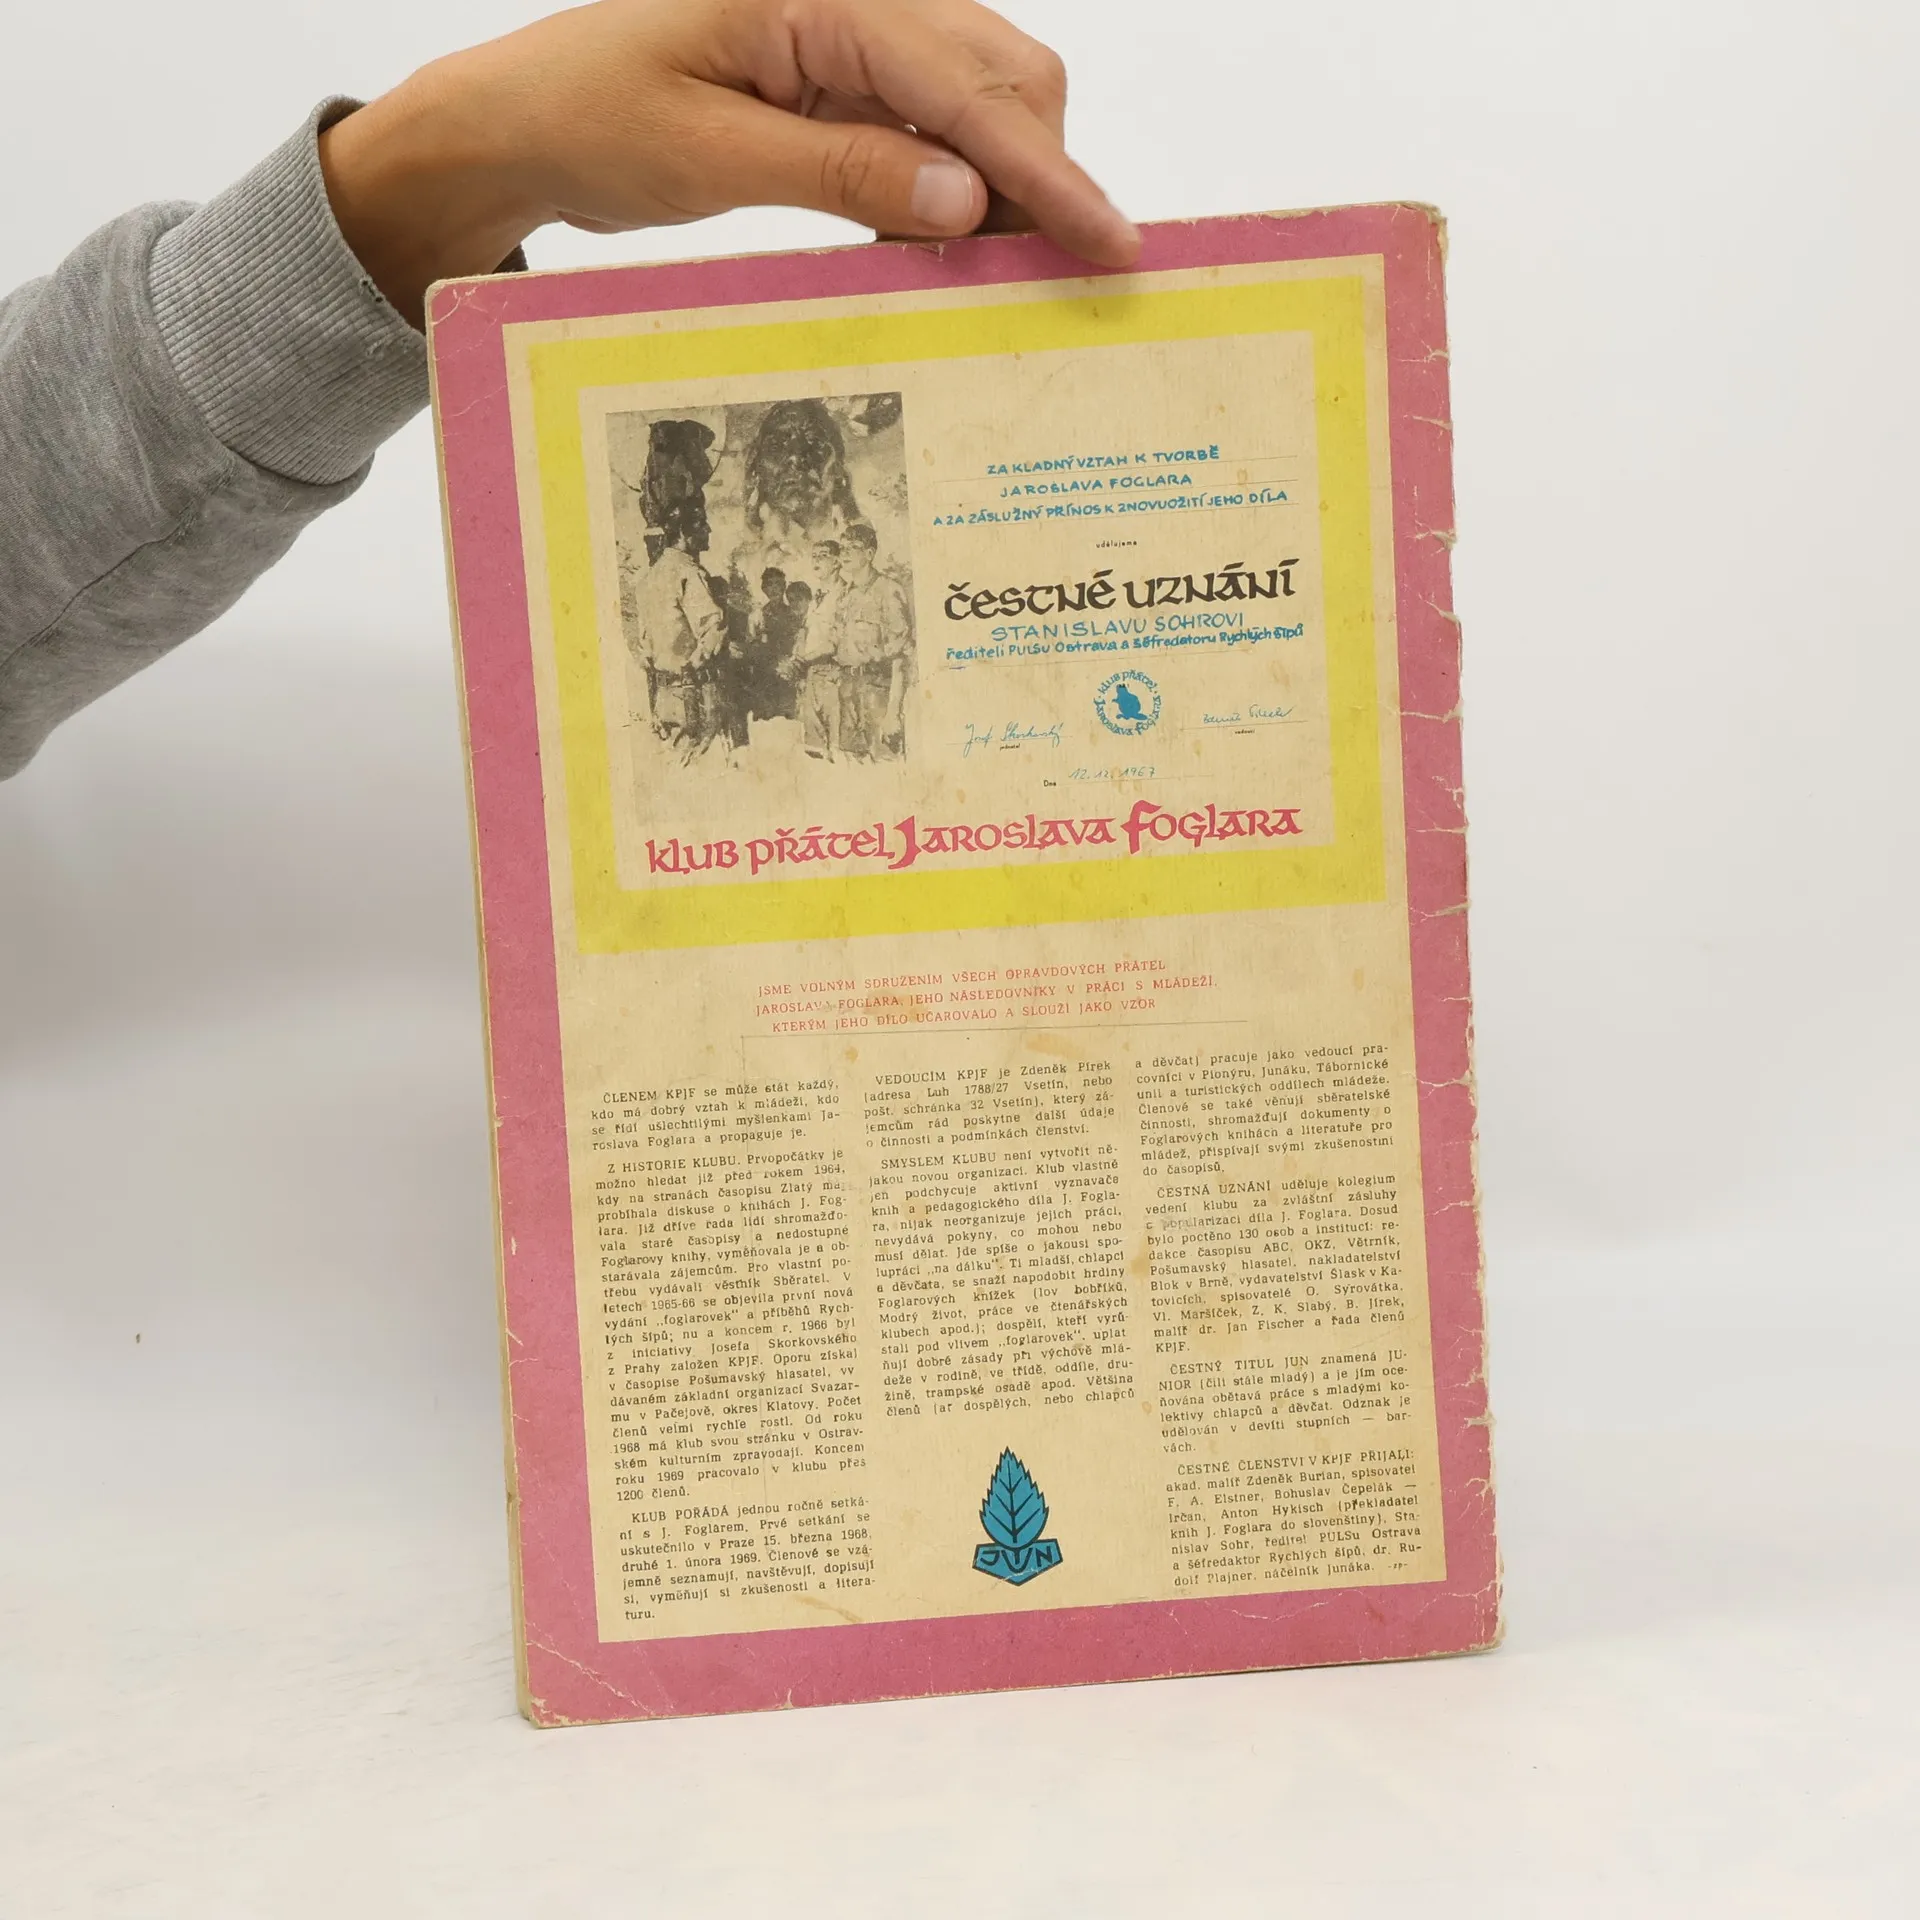 ZA KLADNÝ VZTAH K TVORBĚ
JAROSLAVA FOGLARA
A ZA ZÁSLUŽNÝ PŘÍNOS K ZNOVUOŽITÍ JEHO DÍLA
udělujeme
ČESTNÉ UZNÁNÍ
STANISLAVU SOHROVI
řediteli PULSu Ostrava a šéfredaktoru Rychlých šípů
klub přátel Jaroslava Foglara
Josef Skorkovský
jednatel
vedoucí
Dne 12. 12. 1967
klub přátel Jaroslava Foglara
JSME VOLNÝM SDRUŽENÍM VŠECH OPRAVDOVÝCH PŘÁTEL
JAROSLAVA FOGLARA, JEHO NÁSLEDOVNÍKY V PRÁCI S MLÁDEŽÍ,
KTERÝM JEHO DÍLO UČAROVALO A SLOUŽÍ JAKO VZOR
ČLENEM KPJF se může stát každý,
kdo má dobrý vztah k mládeži, kdo
se řídí ušlechtilými myšlenkami Ja-
roslava Foglara a propaguje je.
Z HISTORIE KLUBU. Prvopočátky je
možno hledat již před rokem 1964,
kdy na stranách časopisu Zlatý máj
probíhala diskuse o knihách J. Fog-
lara. Již dříve řada lidí shromažďo-
vala staré časopisy a nedostupné
Foglarovy knihy, vyměňovala je a ob-
starávala zájemcům. Pro vlastní po-
třebu vydávali věstník Sběratel. V
letech 1965-66 se objevila první nová
vydání „foglarovek" a příběhů Rych-
lých šípů; nu a koncem r. 1966 byl
z iniciativy Josefa Skorkovského
z Prahy založen KPJF. Oporu získal
v časopise Pošumavský hlasatel, vy
dávaném základní organizací Svazar-
mu v Pačejově, okres Klatovy. Počet
členů velmi rychle rostl. Od roku
1968 má klub svou stránku v Ostrav-
ském kulturním zpravodaji. Koncem
roku 1969 pracovalo v klubu přes
1200 členů.
KLUB POŘÁDÁ jednou ročně setká-
ní s J. Foglarem. Prvé setkání se
uskutečnilo v Praze 15. března 1968,
druhé 1. února 1969. Členové se vzá-
jemně seznamují, navštěvují, dopisují
si, vyměňují si zkušenosti a litera-
turu.
VEDOUCÍM KPJF je Zdeněk Pírek
(adresa Luh 1788/27 Vsetín, nebo
pošt. schránka 32 Vsetín), který zá-
jemcům rád poskytne další údaje
o činnosti a podmínkách členství.
SMYSLEM KLUBU není vytvořit ně-
jakou novou organizaci. Klub vlastně
jen podchycuje aktivní vyznavače
knih a pedagogického díla J. Fogla-
ra, nijak neorganizuje jejich práci,
nevydává pokyny, co mohou nebo
musí dělat. Jde spíše o jakousi spo-
lupráci „na dálku". Ti mladší, chlapci
a děvčata, se snaží napodobit hrdiny
Foglarových knížek (lov bobříků,
Modrý život, práce ve čtenářských
klubech apod.); dospělí, kteří vyrů-
stali pod vlivem „foglarovek", uplat
ňují dobré zásady při výchově mlá-
deže v rodině, ve třídě, oddíle, dru-
žině, trampské osadě apod. Většina
členů (ať dospělých, nebo chlapců
JUN
a děvčat) pracuje jako vedoucí pra-
covníci v Pionýru, Junáku, Tábornické
unii a turistických oddílech mládeže.
Členové se také věnují sběratelské
činnosti, shromažďují dokumenty o
Foglarových knihách a literatuře pro
mládež, přispívají svými zkušenostmi
do časopisů.
ČESTNÁ UZNÁNÍ uděluje kolegium
vedení klubu za zvláštní zásluhy
o popularizaci díla J. Foglara. Dosud
bylo poctěno 130 osob a institucí: re-
dakce časopisu ABC, OKZ, Větrník,
Pošumavský hlasatel, nakladatelství
Blok v Brně, vydavatelství Šlask v Ka-
tovicích, spisovatelé O. Syrovátka,
Vl. Maršíček, Z. K. Slabý, B. Jírek,
malíř dr. Jan Fischer a řada členů
KPJF.
ČESTNÝ TITUL JUN znamená JU-
NIOR (čili stále mladý) a je jím oce-
ňována obětavá práce s mladými ko-
lektivy chlapců a děvčat. Odznak je
udělován v devíti stupních — bar-
vách.
ČESTNÉ ČLENSTVÍ V KPJF PŘIJALI:
akad. malíř Zdeněk Burian, spisovatel
F. A. Elstner, Bohuslav Čepelák —
Irčan, Anton Hykisch (překladatel
knih J. Foglara do slovenštiny), Sta-
nislav Sohr, ředitel PULSu Ostrava
a šéfredaktor Rychlých šípů, dr. Ru-
dolf Plajner, náčelník Junáka. -zp-